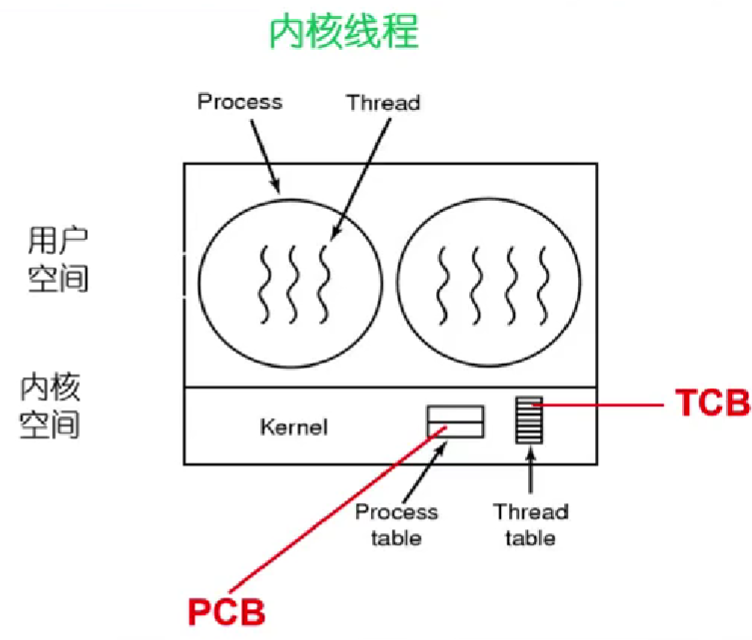 内核线程
Process
Thread
用户
空间
内核
空间
Kernel
TCB
Process
table
Thread
table
PCB